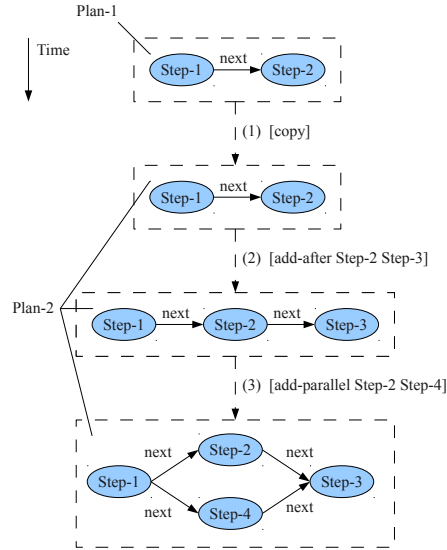 Plan-1
Time
next
Step-1
Step-2
(1) [copy]
next
Step-1
Step-2
(2) [add-after Step-2 Step-3]
Plan-2
next
next
Step-1
Step-2
Step-3
(3) [add-parallel Step-2 Step-4]
next
Step-2
next
Step-1
Step-3
next
Step-4
next